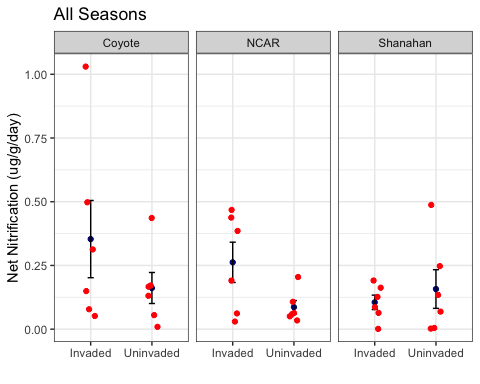 All Seasons
Coyote NCAR Shanahan
Net Nitrification (ug/g/day)
1.00
0.75
0.50
0.25
0.00
Invaded Uninvaded Invaded Uninvaded Invaded Uninvaded